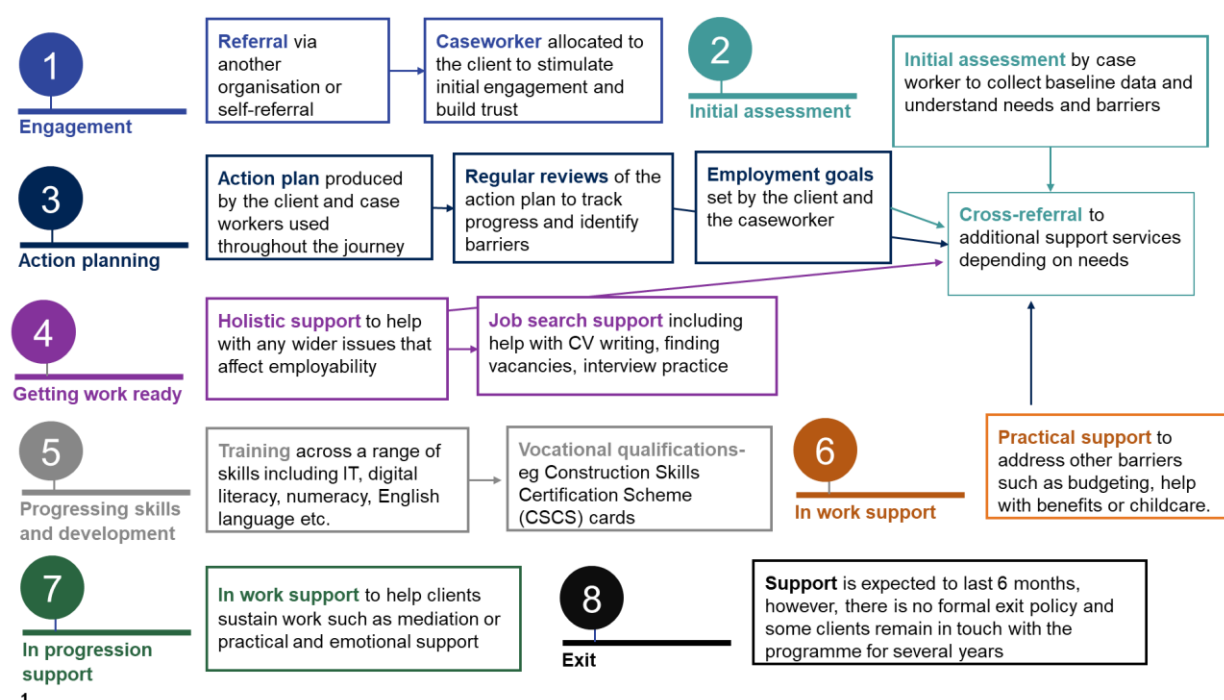 1
Engagement
Referral via
another
organisation or
self-referral
Caseworker allocated to
the client to stimulate
initial engagement and
build trust
2
Initial assessment
Initial assessment by case
worker to collect baseline data and
understand needs and barriers
3
Action planning
Action plan produced
by the client and case
workers used
throughout the journey
Regular reviews of the
action plan to track
progress and identify
barriers
Employment goals
set by the client and
the caseworker
Cross-referral to
additional support services
depending on needs
4
Getting work ready
Holistic support to help
with any wider issues that
affect employability
Job search support including
help with CV writing, finding
vacancies, interview practice
5
Progressing skills
and development
Training across a range of
skills including IT, digital
literacy, numeracy, English
language etc.
Vocational qualifications-
eg Construction Skills
Certification Scheme
(CSCS) cards
6
In work support
Practical support to
address other barriers
such as budgeting, help
with benefits or childcare.
7
In progression
support
In work support to help clients
sustain work such as mediation or
practical and emotional support
8
Exit
Support is expected to last 6 months,
however, there is no formal exit policy and
some clients remain in touch with the
programme for several years
1